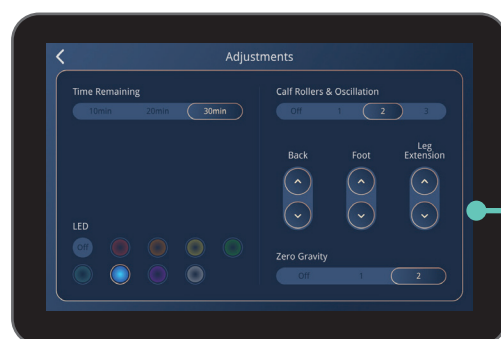 Adjustments
Time Remaining
10min 20min 30min
Calf Rollers & Oscillation
Off 1 2 3
Back
Foot
Leg
Extension
LED
Off
Zero Gravity
Off 1 2